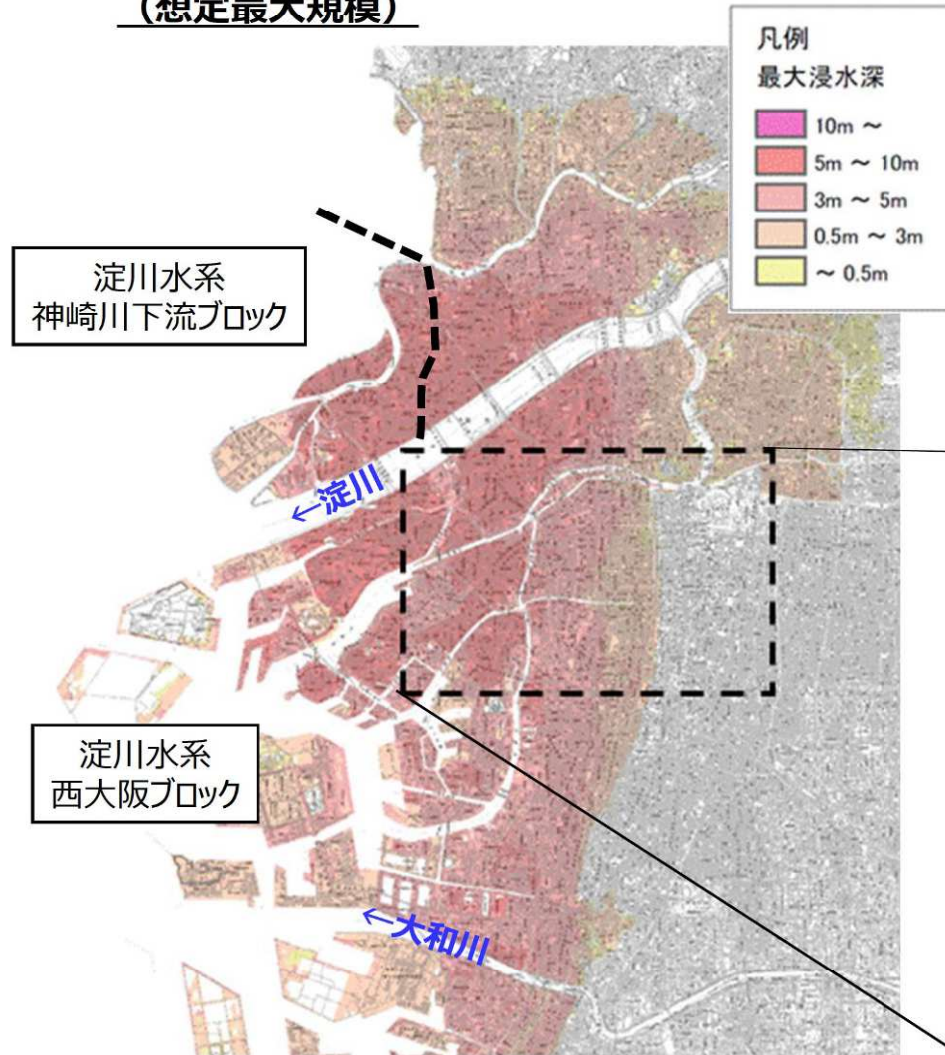 （想定最大規模）
凡例
最大浸水深
10m ～
5m ～ 10m
3m ～ 5m
0.5m ～ 3m
～ 0.5m
淀川水系
神崎川下流ブロック
←淀川
淀川水系
西大阪ブロック
←大和川